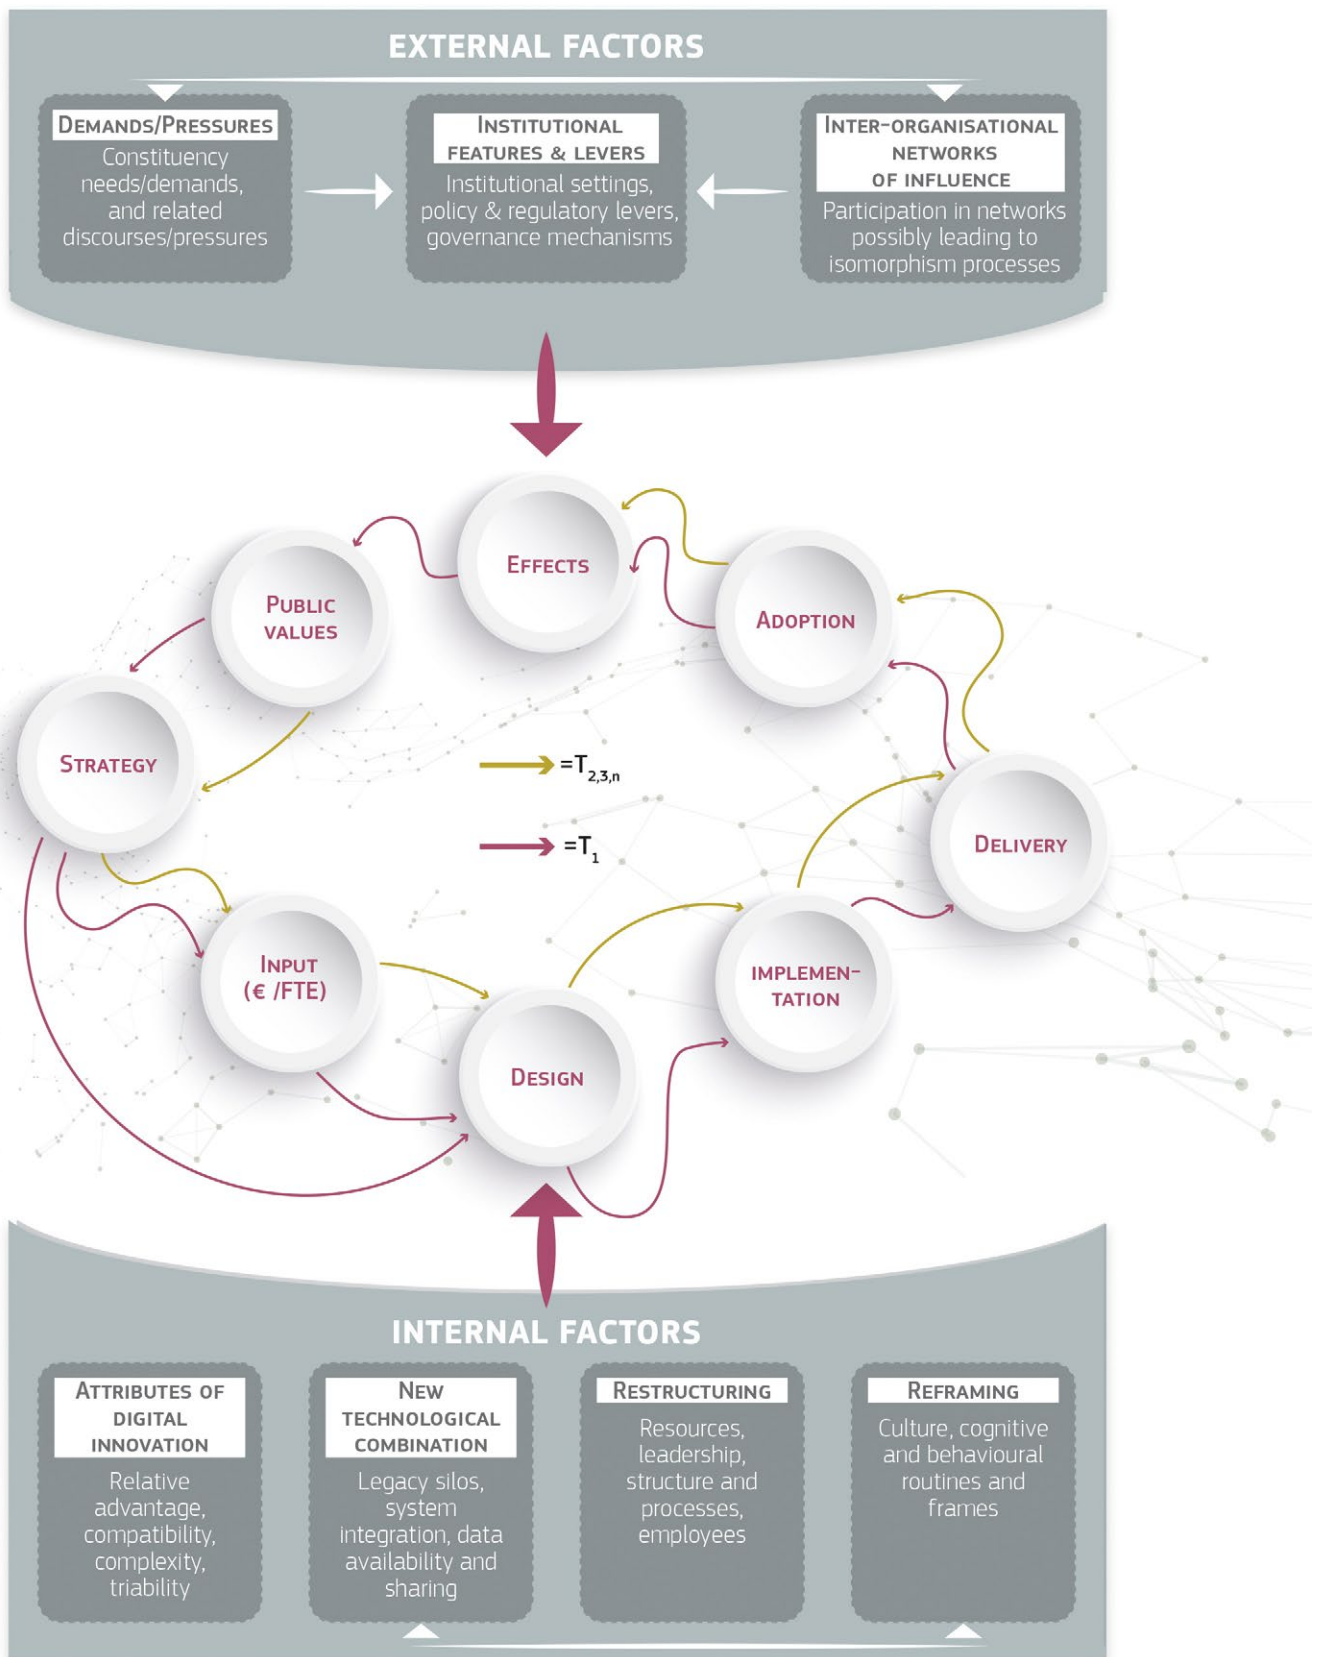 EXTERNAL FACTORS
DEMANDS/PRESSURES
Constituency
needs/demands,
and related
discourses/pressures
INSTITUTIONAL
FEATURES & LEVERS
Institutional settings,
policy & regulatory levers,
governance mechanisms
INTER-ORGANISATIONAL
NETWORKS
OF INFLUENCE
Participation in networks
possibly leading to
isomorphism processes
EFFECTS
PUBLIC
VALUES
ADOPTION
STRATEGY
=T2,3,n
=T1
DELIVERY
INPUT
(€ /FTE)
IMPLEMEN-
TATION
DESIGN
INTERNAL FACTORS
ATTRIBUTES OF
DIGITAL
INNOVATION
Relative
advantage,
compatibility,
complexity,
triability
NEW
TECHNOLOGICAL
COMBINATION
Legacy silos,
system
integration, data
availability and
sharing
RESTRUCTURING
Resources,
leadership,
structure and
processes,
employees
REFRAMING
Culture, cognitive
and behavioural
routines and
frames